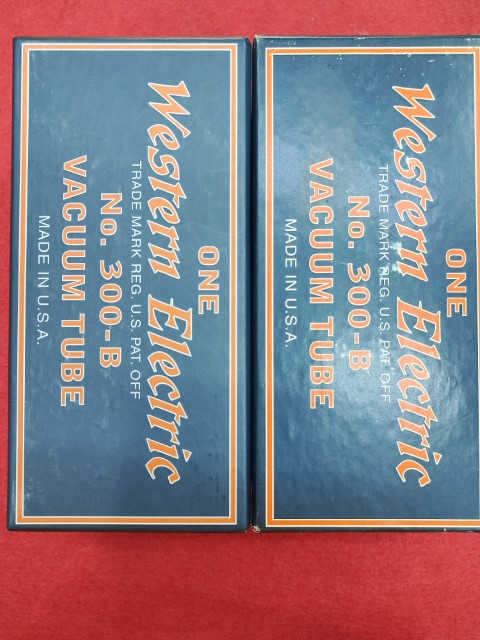 ONE
Western Electric
TRADE MARK REG. U.S. PAT. OFF
No. 300-B
VACUUM TUBE
MADE IN U.S.A.
ONE
Western Electric
TRADE MARK REG. U.S. PAT. OFF
No. 300-B
VACUUM TUBE
MADE IN U.S.A.